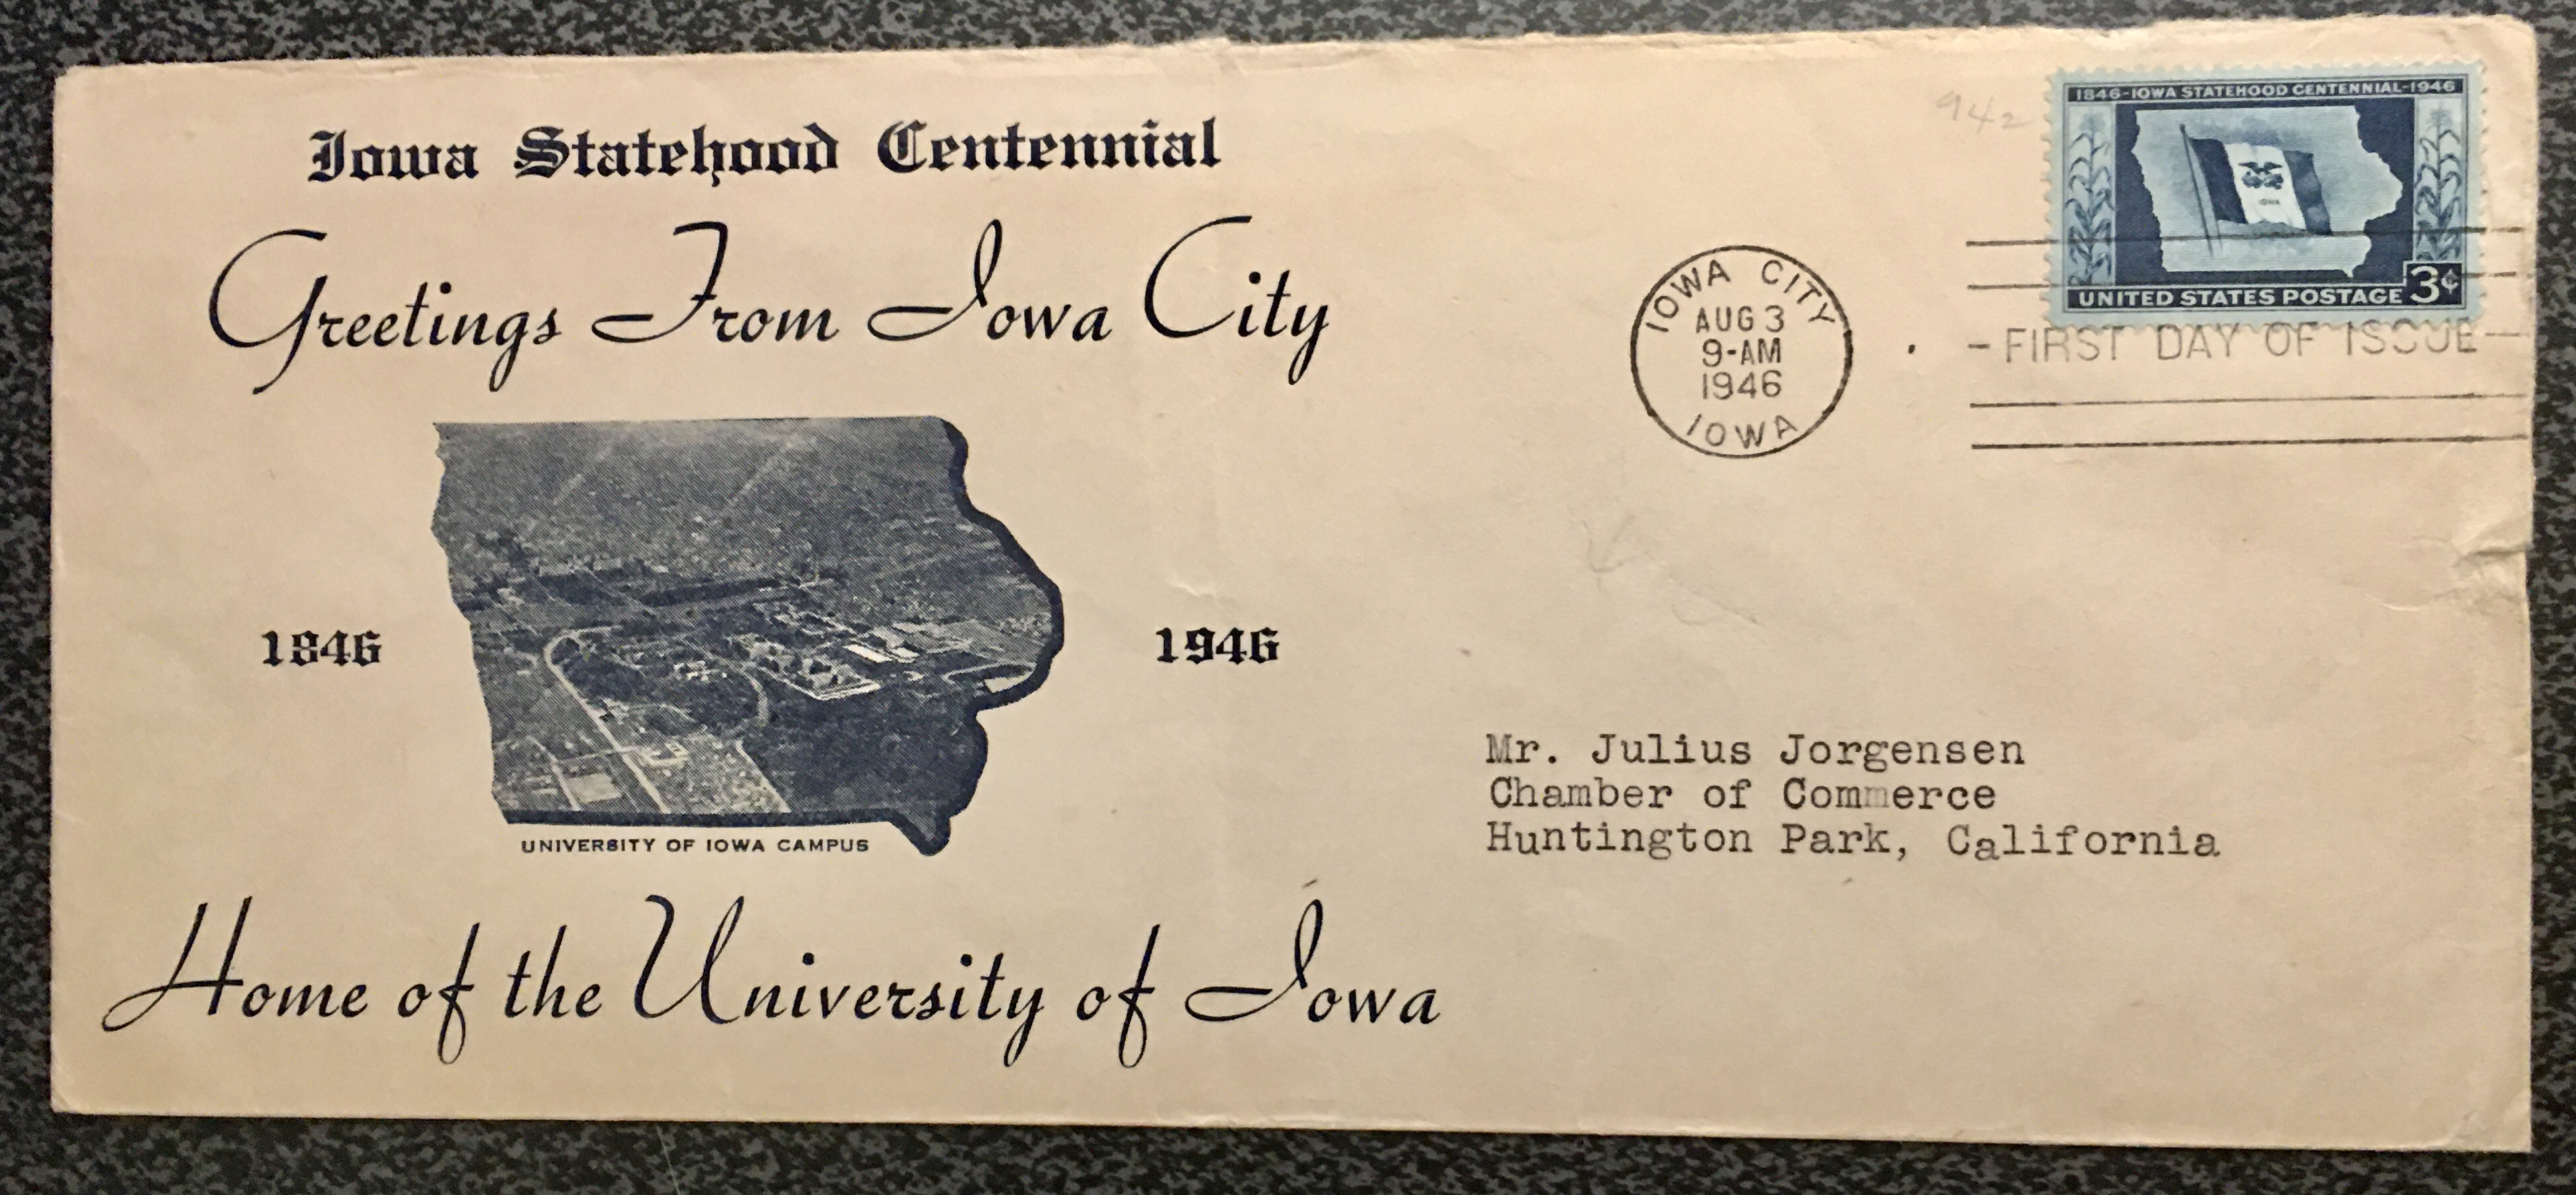 Iowa Statehood Centennial
Greetings From Iowa City
1846
1946
UNIVERSITY OF IOWA CAMPUS
Home of the University of Iowa
942
1846-IOWA STATEHOOD CENTENNIAL-1946
IOWA
3¢
UNITED STATES POSTAGE
IOWA CITY
AUG 3
9-AM
1946
IOWA
- FIRST DAY OF ISSUE -
Mr. Julius Jorgensen
Chamber of Commerce
Huntington Park, California